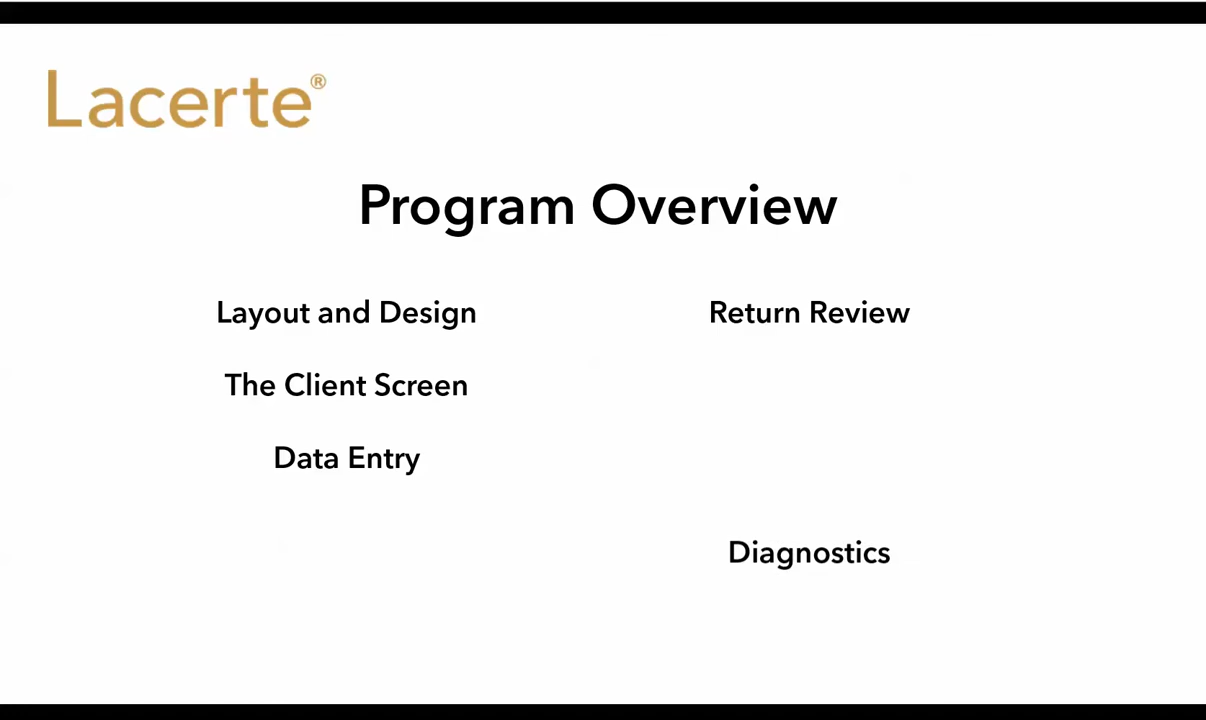 Lacerte®
Program Overview
Layout and Design
The Client Screen
Data Entry
Return Review
Diagnostics